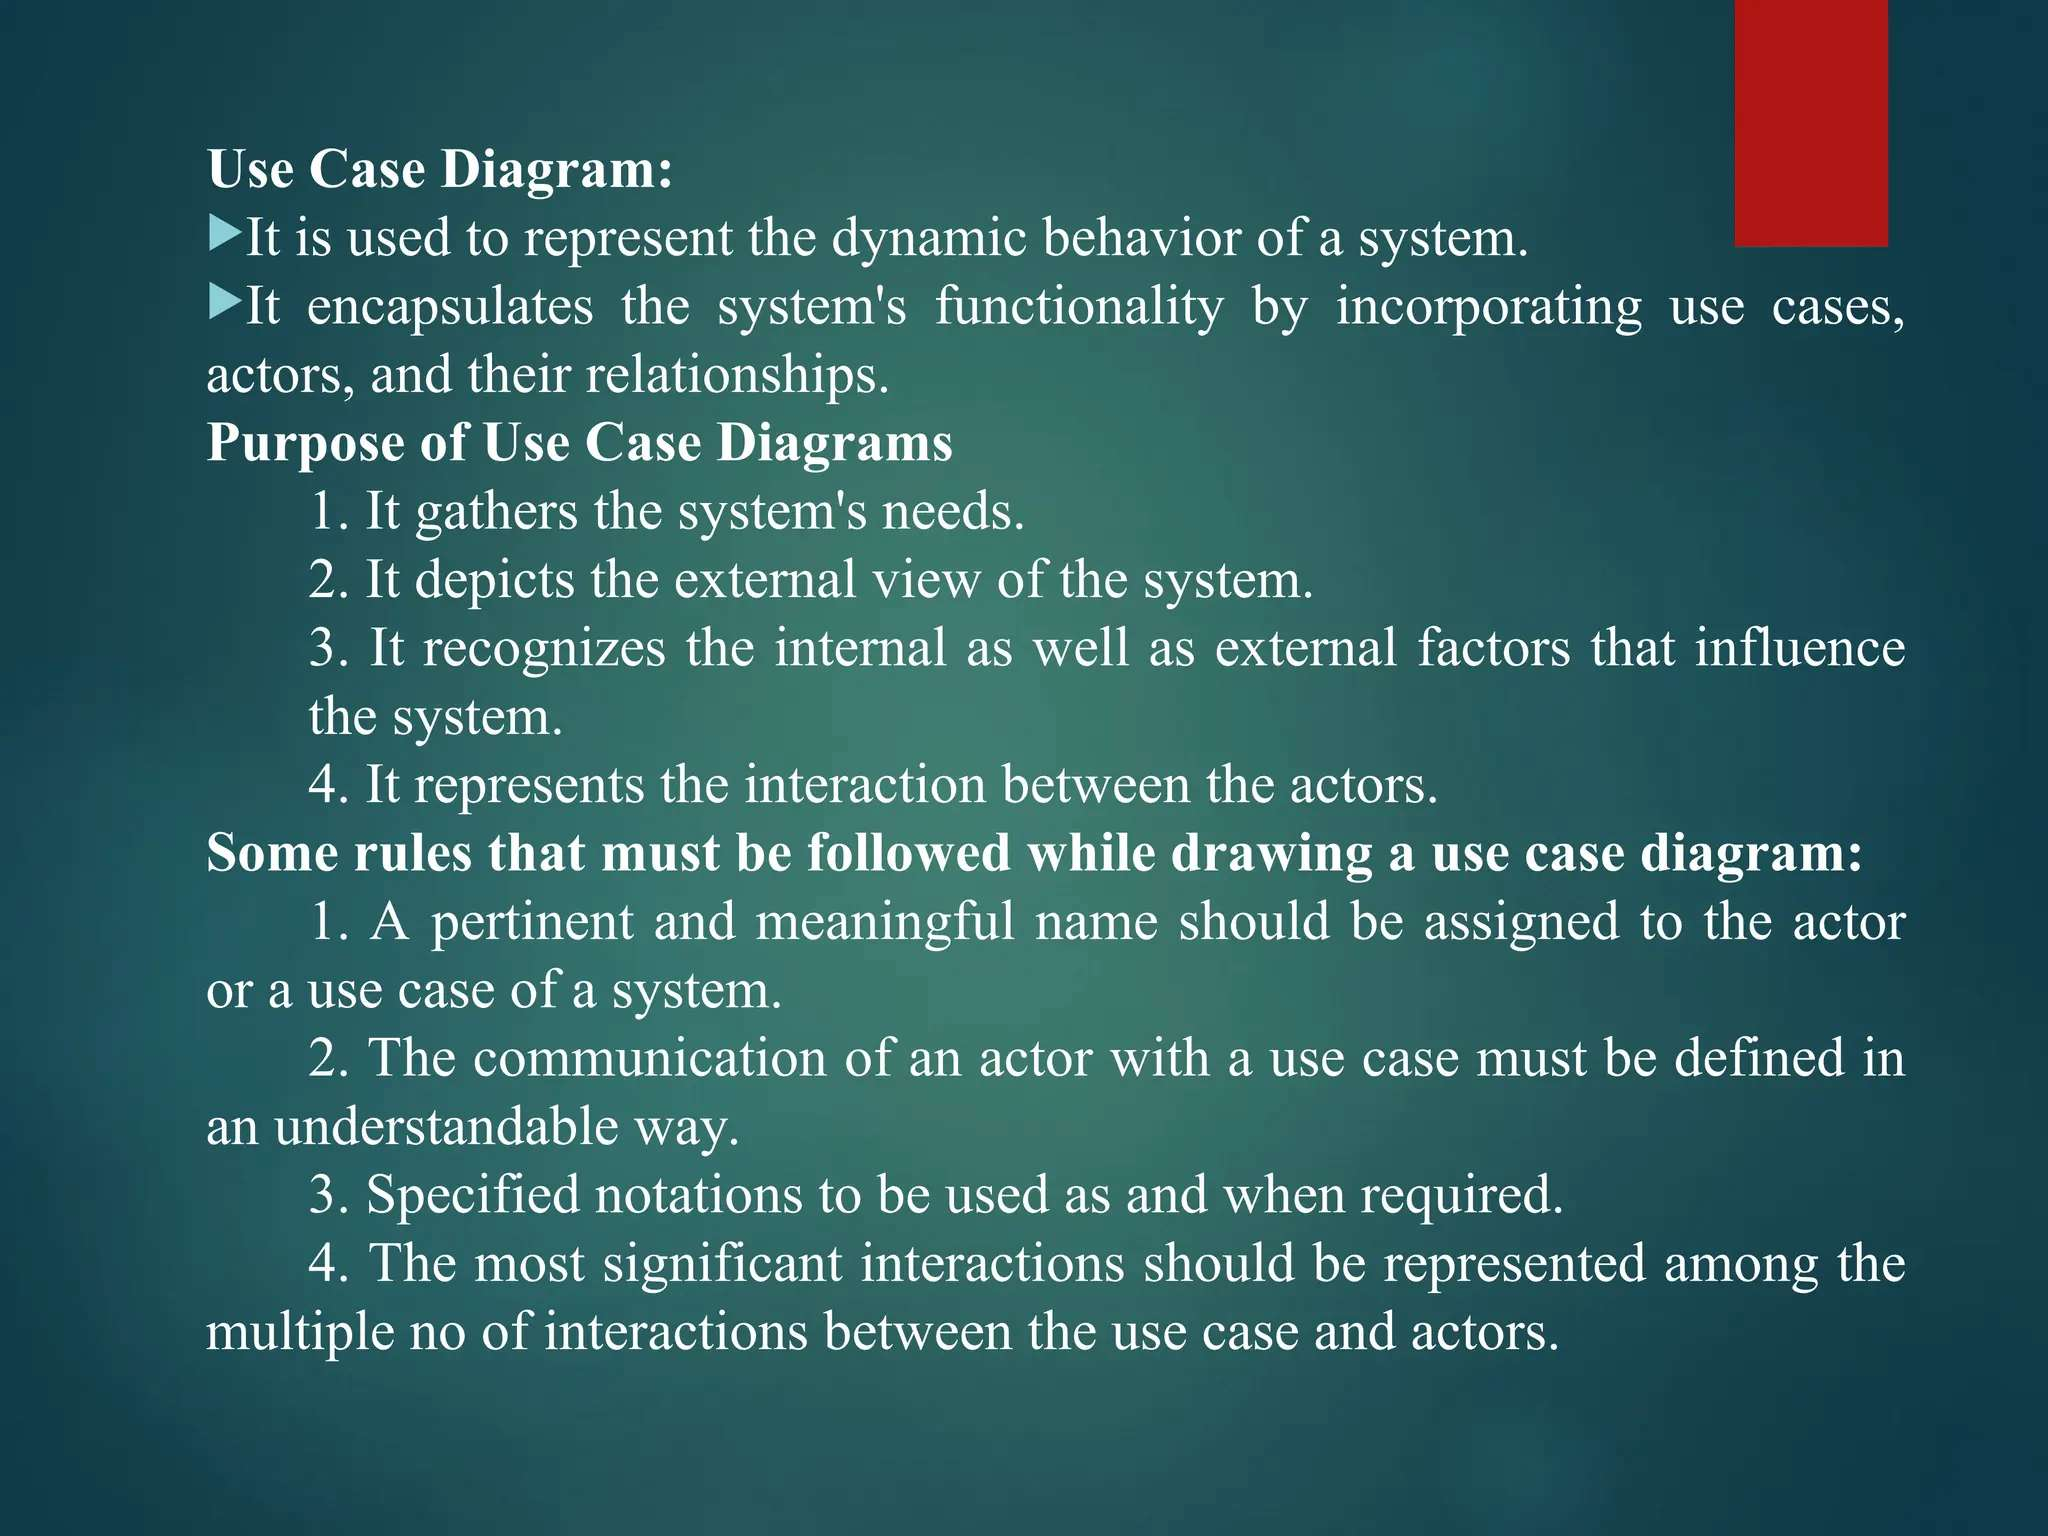 Use Case Diagram:
It is used to represent the dynamic behavior of a system.
It encapsulates the system's functionality by incorporating use cases,
actors, and their relationships.
Purpose of Use Case Diagrams
1. It gathers the system's needs.
2. It depicts the external view of the system.
3. It recognizes the internal as well as external factors that influence
the system.
4. It represents the interaction between the actors.
Some rules that must be followed while drawing a use case diagram:
1. A pertinent and meaningful name should be assigned to the actor
or a use case of a system.
2. The communication of an actor with a use case must be defined in
an understandable way.
3. Specified notations to be used as and when required.
4. The most significant interactions should be represented among the
multiple no of interactions between the use case and actors.